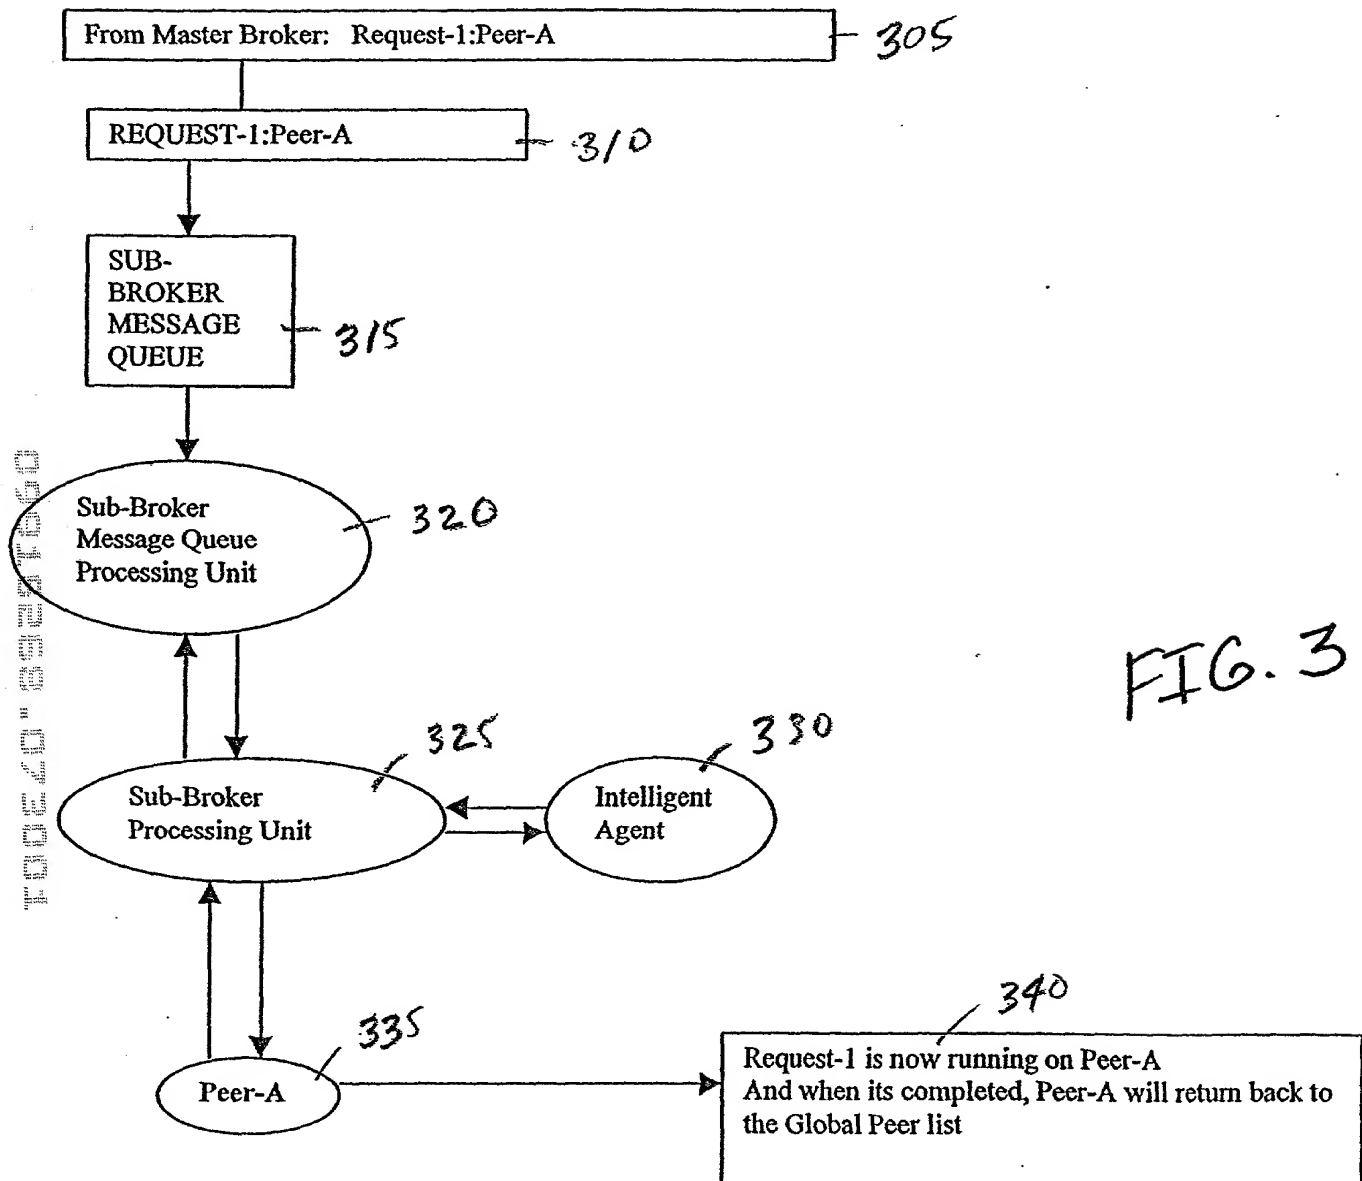 From Master Broker: Request-1:Peer-A
305
REQUEST-1:Peer-A
310
SUB-
BROKER
MESSAGE
QUEUE
315
Sub-Broker
Message Queue
Processing Unit
320
FIG. 3
325
330
Sub-Broker
Processing Unit
Intelligent
Agent
340
335
Peer-A
Request-1 is now running on Peer-A
And when its completed, Peer-A will return back to
the Global Peer list